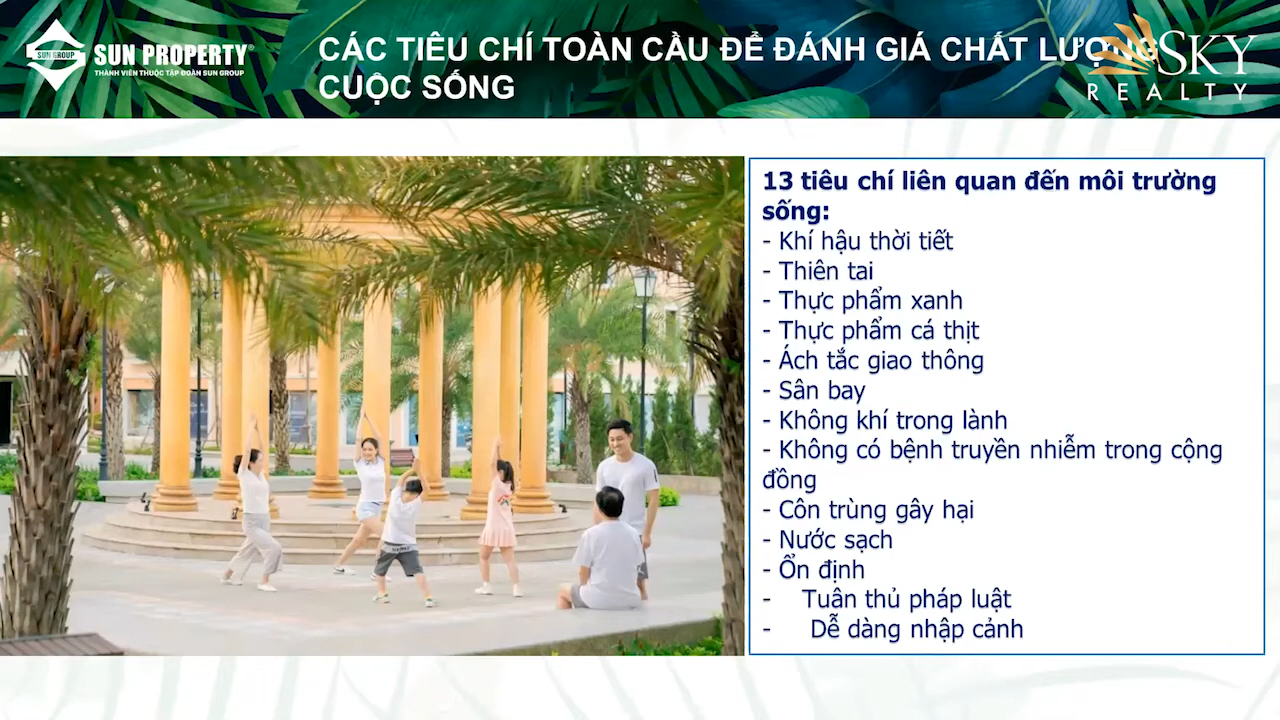 SUN GROUP
SUN PROPERTY®
THÀNH VIÊN THUỘC TẬP ĐOÀN SUN GROUP
CÁC TIÊU CHÍ TOÀN CẦU ĐỂ ĐÁNH GIÁ CHẤT LƯỢNG
CUỘC SỐNG
SKY
REALTY
13 tiêu chí liên quan đến môi trường
sống:
- Khí hậu thời tiết
- Thiên tai
- Thực phẩm xanh
- Thực phẩm cá thịt
- Ách tắc giao thông
- Sân bay
- Không khí trong lành
- Không có bệnh truyền nhiễm trong cộng
đồng
- Côn trùng gây hại
- Nước sạch
- Ổn định
- Tuân thủ pháp luật
- Dễ dàng nhập cảnh